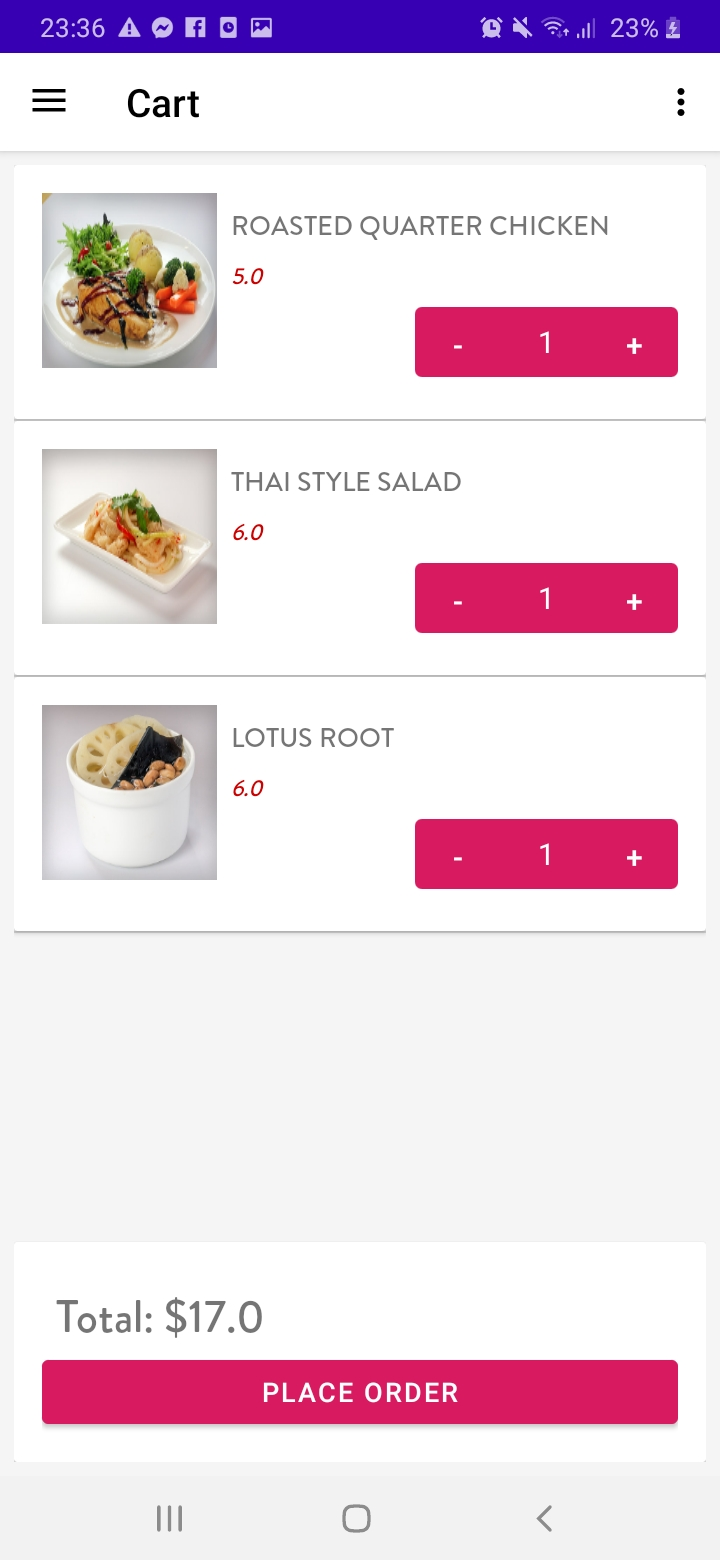 23:36 23%
Cart
ROASTED QUARTER CHICKEN
5.0
- 1 +
THAI STYLE SALAD
6.0
- 1 +
LOTUS ROOT
6.0
- 1 +
Total: $17.0
PLACE ORDER